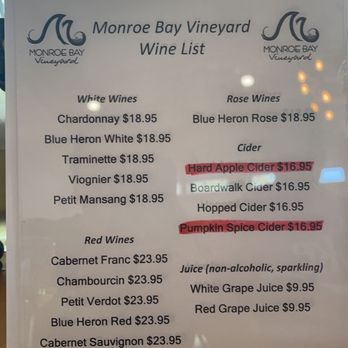 Monroe Bay Vineyard
Wine List
MONROE BAY
Vineyard
MONROE BAY
Vineyard
White Wines
Chardonnay $18.95
Blue Heron White $18.95
Traminette $18.95
Viognier $18.95
Petit Mansang $18.95
Red Wines
Cabernet Franc $23.95
Chambourcin $23.95
Petit Verdot $23.95
Blue Heron Red $23.95
Cabernet Sauvignon $23.95
Rose Wines
Blue Heron Rose $18.95
Cider
Hard Apple Cider $16.95
Boardwalk Cider $16.95
Hopped Cider $16.95
Pumpkin Spice Cider $16.95
Juice (non-alcoholic, sparkling)
White Grape Juice $9.95
Red Grape Juice $9.95